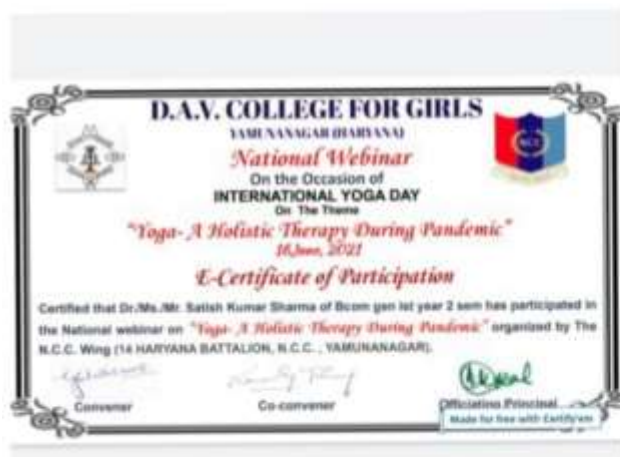 D.A.V. COLLEGE FOR GIRLS
YAMUNANAGAR (HARYANA)
National Webinar
On the Occasion of
INTERNATIONAL YOGA DAY
On The Theme
"Yoga- A Holistic Therapy During Pandemic"
16June, 2021
E-Certificate of Participation
Certified that Dr./Ms./Mr. Satish Kumar Sharma of Bcom gen Ist year 2 sem has participated in
the National webinar on "Yoga- A Holistic Therapy During Pandemic" organized by The
N.C.C. Wing (14 HARYANA BATTALION, N.C.C. , YAMUNANAGAR).
Convener
Co-convener
Officiating Principal
Made for free with Certify'em
NCC